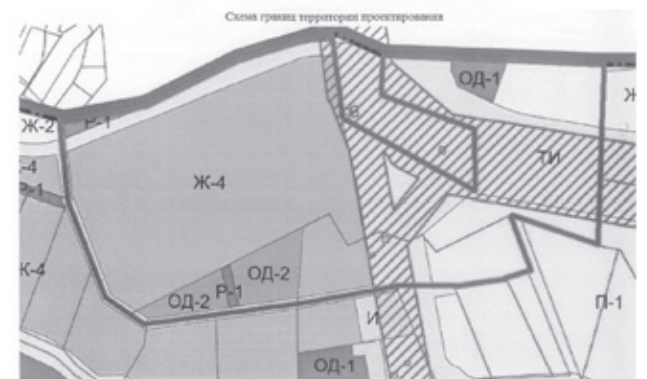 Схема границ территории проектирования
ОД-1
Ж
Ж-2
Р-1
-4
Р-1
Ж-4
ТИ
Ж-4
ОД-2
Р-1
ОД-2
И
П-1
ОД-1